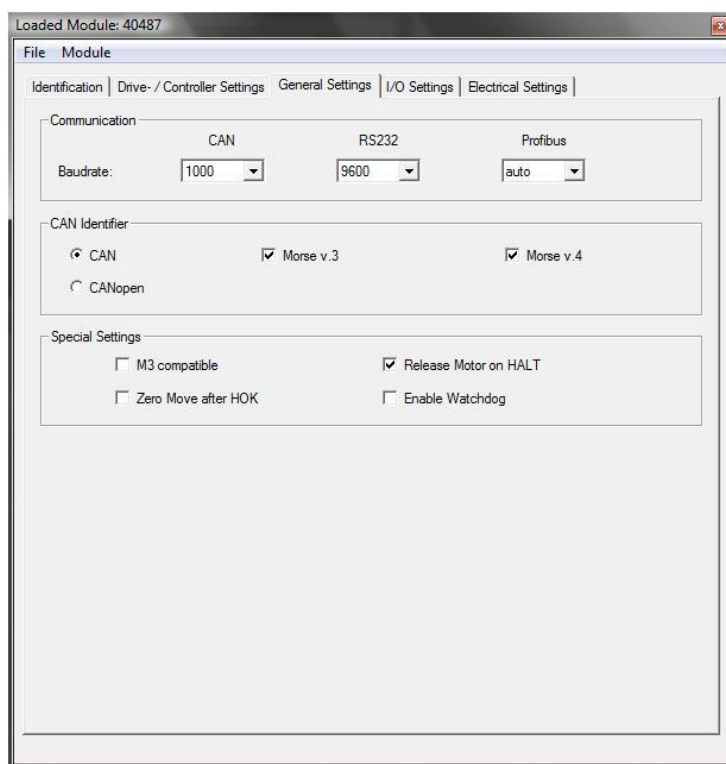 Loaded Module: 40487
File Module
Identification Drive- / Controller Settings General Settings I/O Settings Electrical Settings
Communication
CAN RS232 Profibus
Baudrate: 1000 9600 auto
CAN Identifier
CAN Morse v.3 Morse v.4
CANopen
Special Settings
M3 compatible Release Motor on HALT
Zero Move after HOK Enable Watchdog